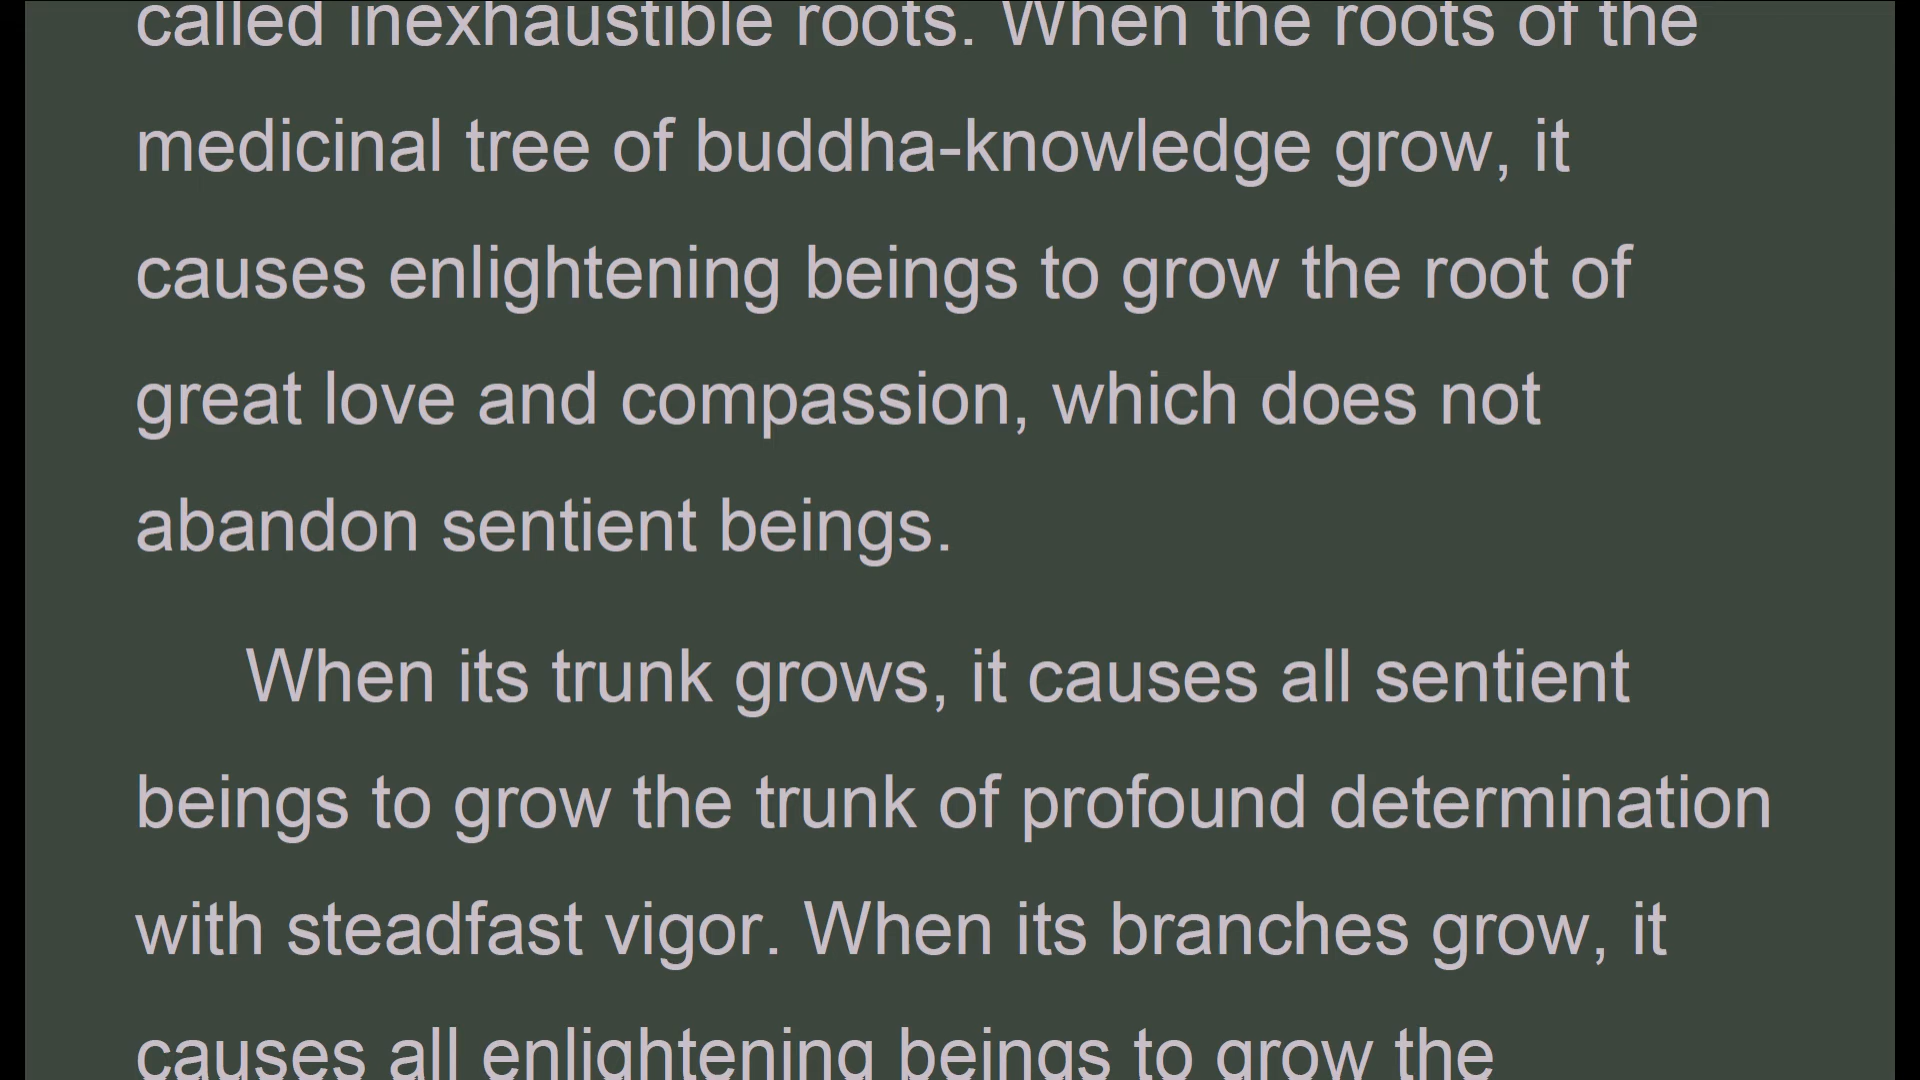 called inexhaustible roots. When the roots of the
medicinal tree of buddha-knowledge grow, it
causes enlightening beings to grow the root of
great love and compassion, which does not
abandon sentient beings.
When its trunk grows, it causes all sentient
beings to grow the trunk of profound determination
with steadfast vigor. When its branches grow, it
causes all enlightening beings to grow the